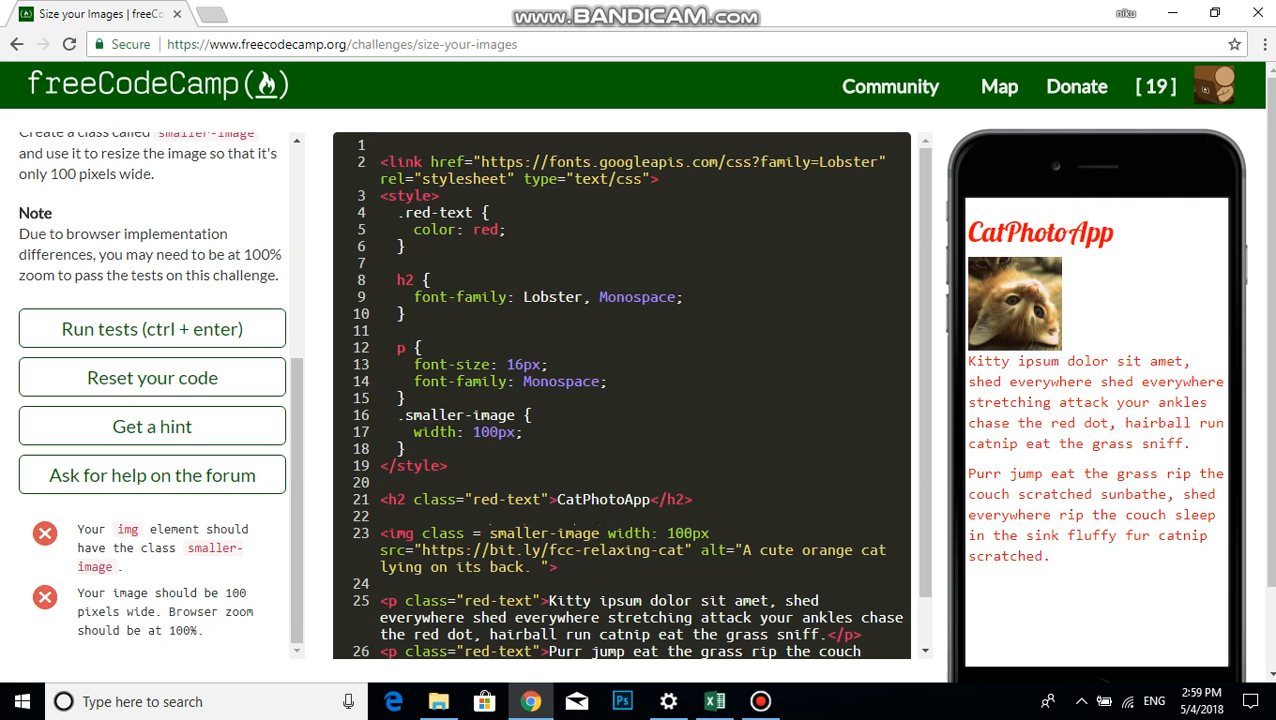 Size your Images | freeC
www.BANDICAM.com
niku
Secure
https://www.freecodecamp.org/challenges/size-your-images
freeCodeCamp
Community
Map
Donate
[ 19 ]
Create a class called smaller-image
and use it to resize the image so that it's
only 100 pixels wide.
Note
Due to browser implementation
differences, you may need to be at 100%
zoom to pass the tests on this challenge.
Run tests (ctrl + enter)
Reset your code
Get a hint
Ask for help on the forum
Your img element should
have the class smaller-
image .
Your image should be 100
pixels wide. Browser zoom
should be at 100%.
1
2 <link href="https://fonts.googleapis.com/css?family=Lobster"
rel="stylesheet" type="text/css">
3 <style>
4 .red-text {
5 color: red;
6 }
7
8 h2 {
9 font-family: Lobster, Monospace;
10 }
11
12 p {
13 font-size: 16px;
14 font-family: Monospace;
15 }
16 .smaller-image {
17 width: 100px;
18 }
19 </style>
20
21 <h2 class="red-text">CatPhotoApp</h2>
22
23 <img class = smaller-image width: 100px
src="https://bit.ly/fcc-relaxing-cat" alt="A cute orange cat
lying on its back. ">
24
25 <p class="red-text">Kitty ipsum dolor sit amet, shed
everywhere shed everywhere stretching attack your ankles chase
the red dot, hairball run catnip eat the grass sniff.</p>
26 <p class="red-text">Purr jump eat the grass rip the couch
CatPhotoApp
Kitty ipsum dolor sit amet,
shed everywhere shed everywhere
stretching attack your ankles
chase the red dot, hairball run
catnip eat the grass sniff.
Purr jump eat the grass rip the
couch scratched sunbathe, shed
everywhere rip the couch sleep
in the sink fluffy fur catnip
scratched.
Type here to search
Ps
ENG
2:59 PM
5/4/2018